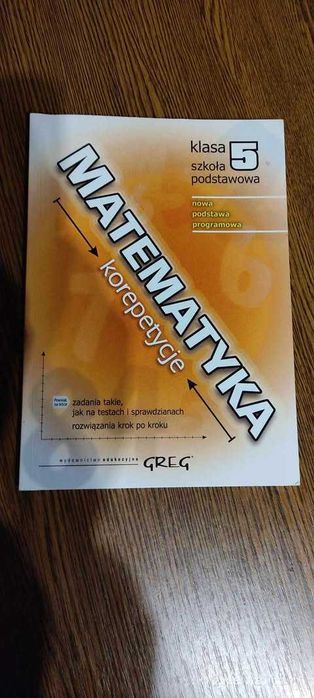 klasa 5
szkoła
podstawowa
nowa
podstawa
programowa
MATEMATYKA
korepetycje
zadania takie,
jak na testach i sprawdzianach
rozwiązania krok po kroku
wydawnictwo edukacyjne GREG